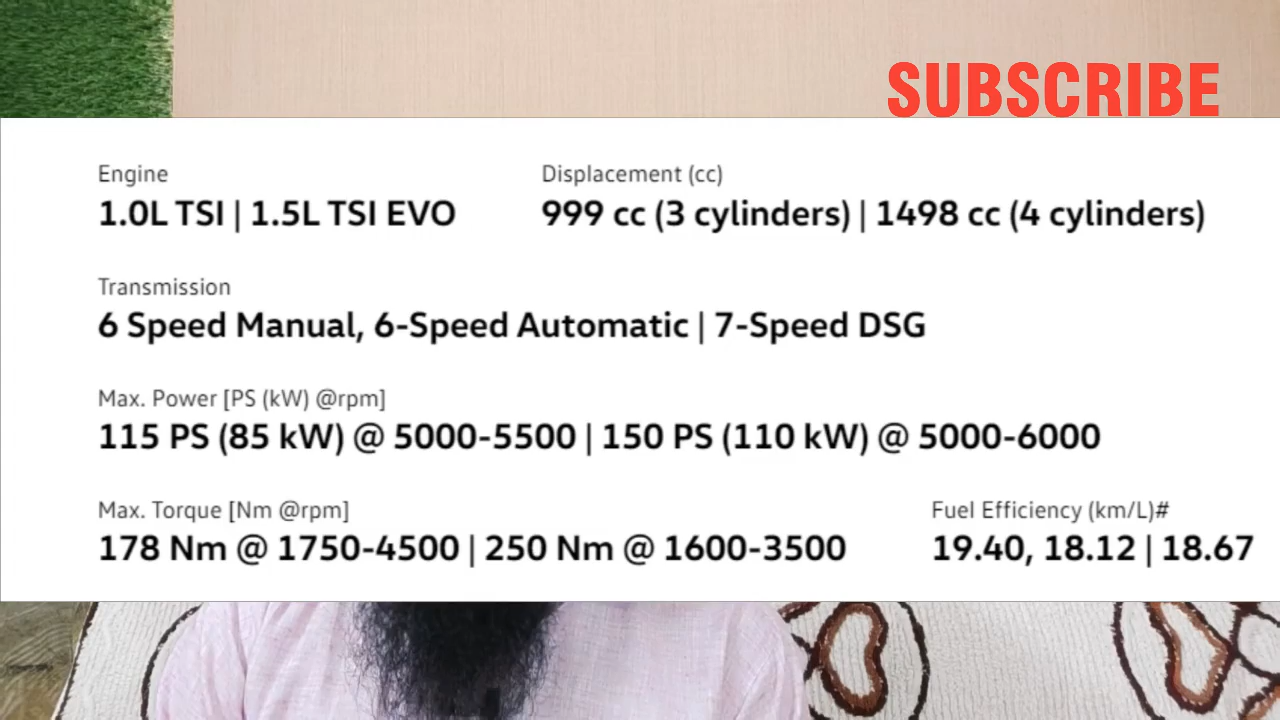 SUBSCRIBE
Engine
1.0L TSI | 1.5L TSI EVO
Displacement (cc)
999 cc (3 cylinders) | 1498 cc (4 cylinders)
Transmission
6 Speed Manual, 6-Speed Automatic | 7-Speed DSG
Max. Power [PS (kW) @rpm]
115 PS (85 kW) @ 5000-5500 | 150 PS (110 kW) @ 5000-6000
Max. Torque [Nm @rpm]
178 Nm @ 1750-4500 | 250 Nm @ 1600-3500
Fuel Efficiency (km/L)#
19.40, 18.12 | 18.67